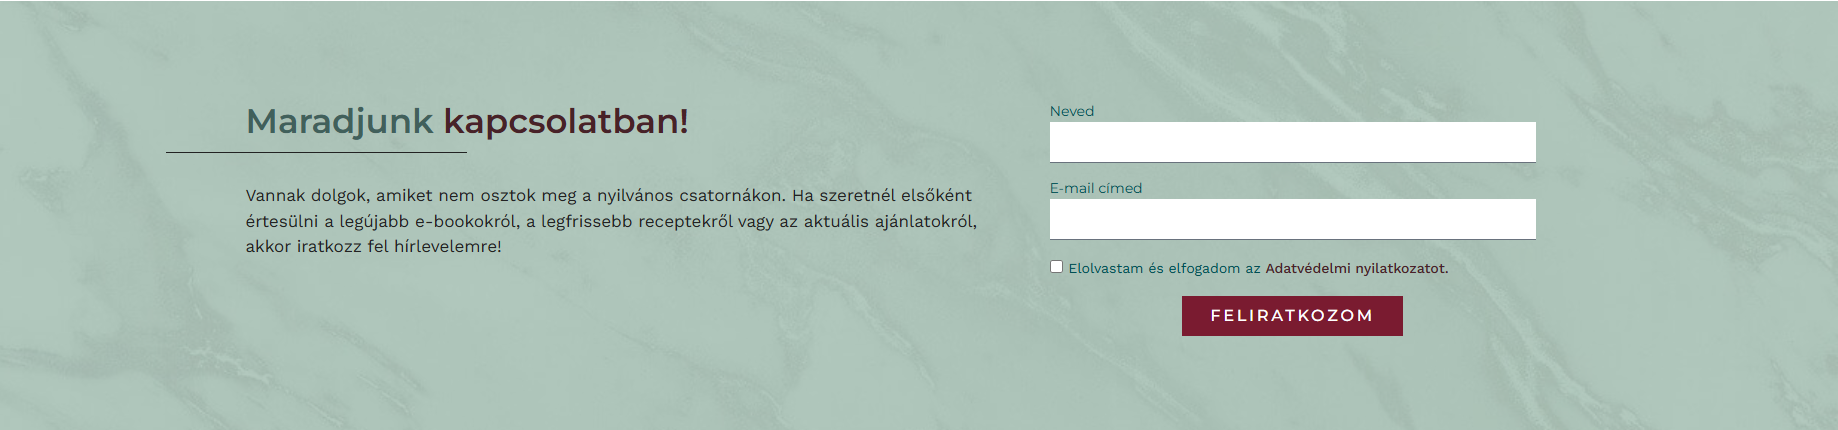 Maradjunk kapcsolatban!
Vannak dolgok, amiket nem osztok meg a nyilvános csatornákon. Ha szeretnél elsőként
értesülni a legújabb e-bookokról, a legfrissebb receptekről vagy az aktuális ajánlatokról,
akkor iratkozz fel hírlevelemre!
Neved
E-mail címed
Elolvastam és elfogadom az Adatvédelmi nyilatkozatot.
FELIRATKOZOM